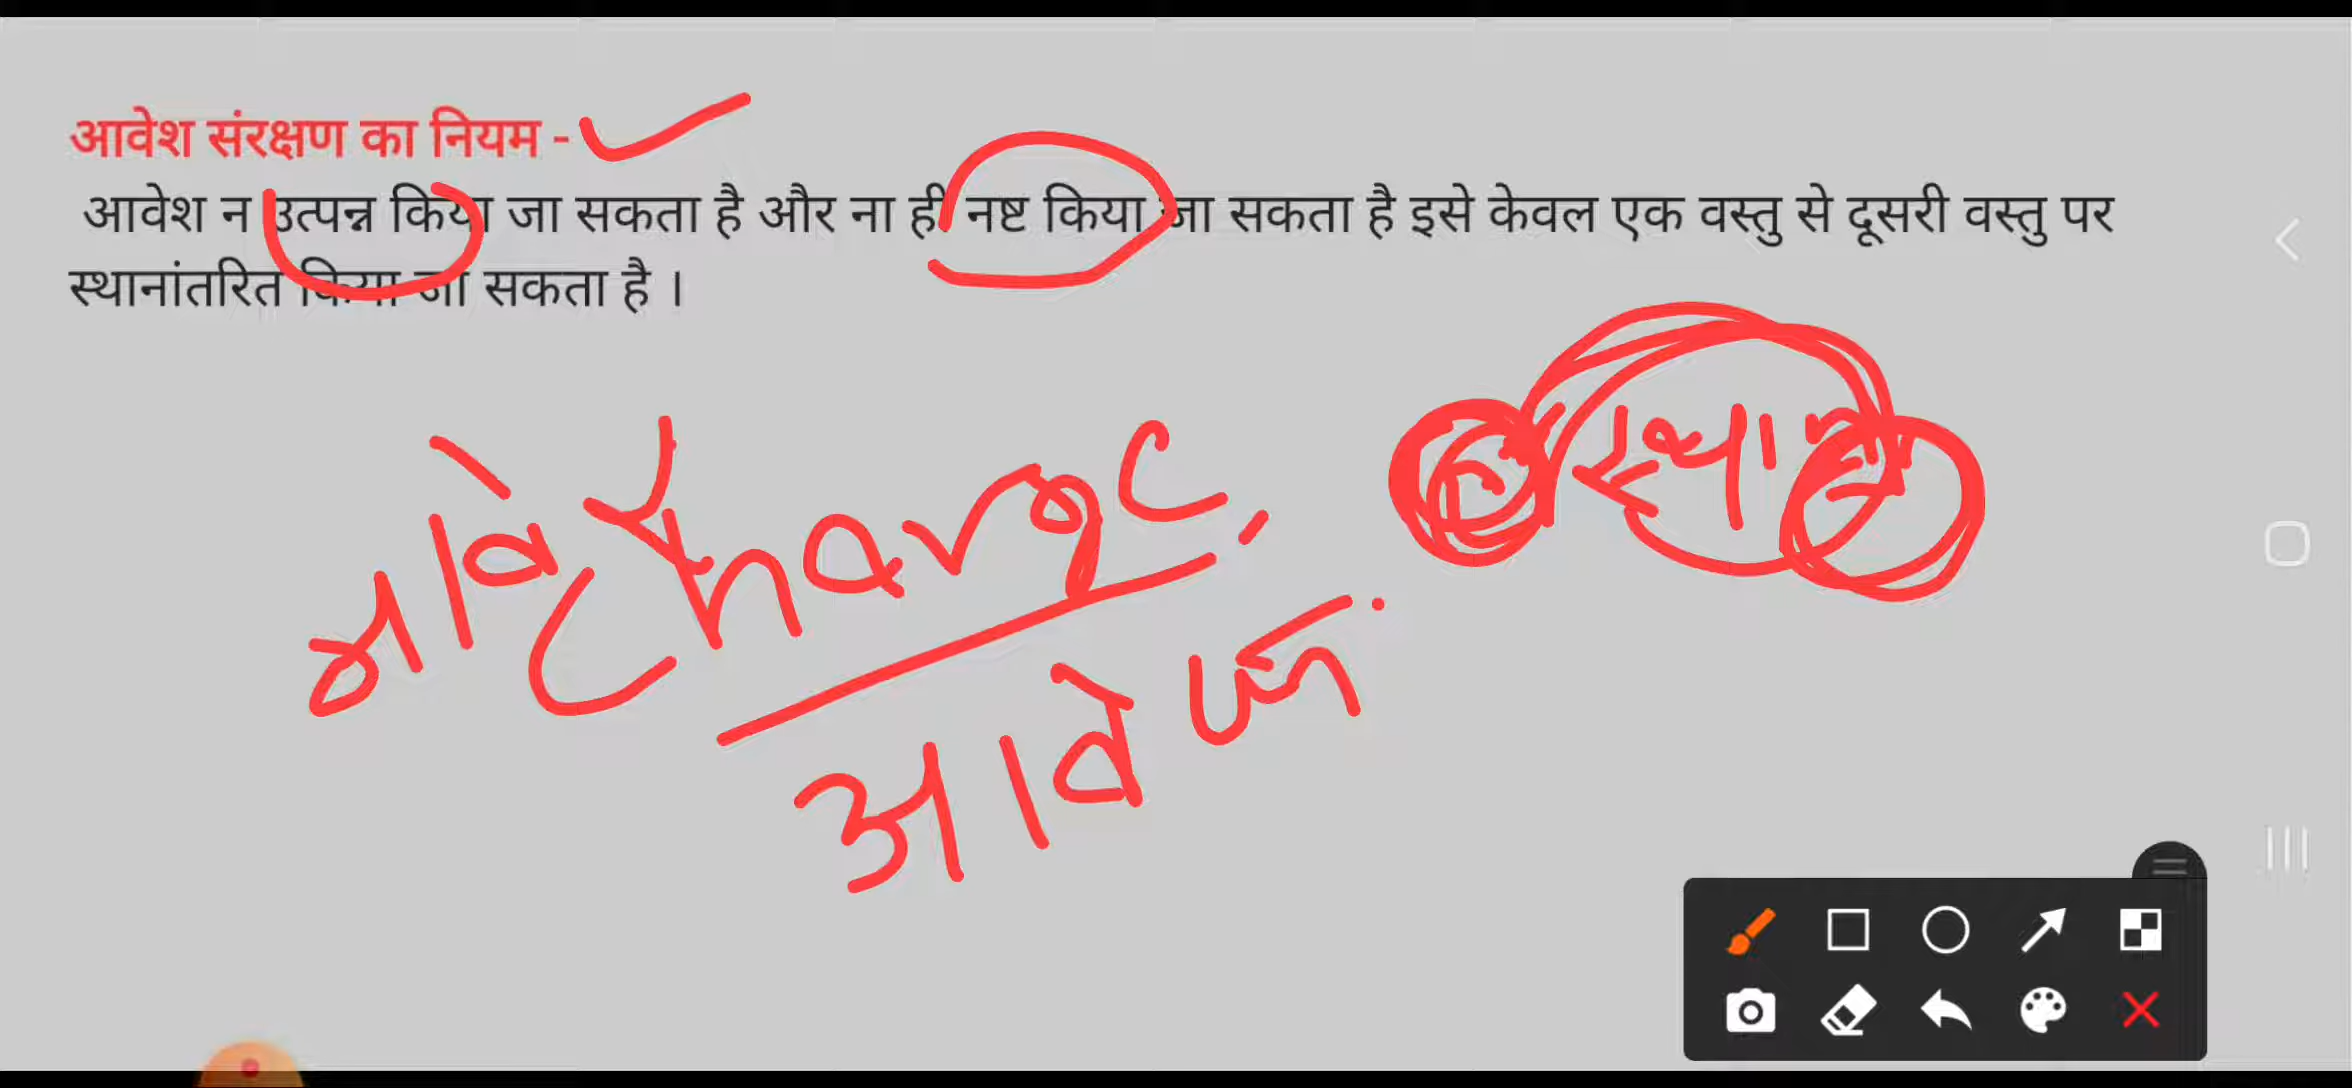 आवेश संरक्षण का नियम -
आवेश न उत्पन्न किया जा सकता है और ना ही नष्ट किया जा सकता है इसे केवल एक वस्तु से दूसरी वस्तु पर
स्थानांतरित किया जा सकता है ।
charge
आवेश